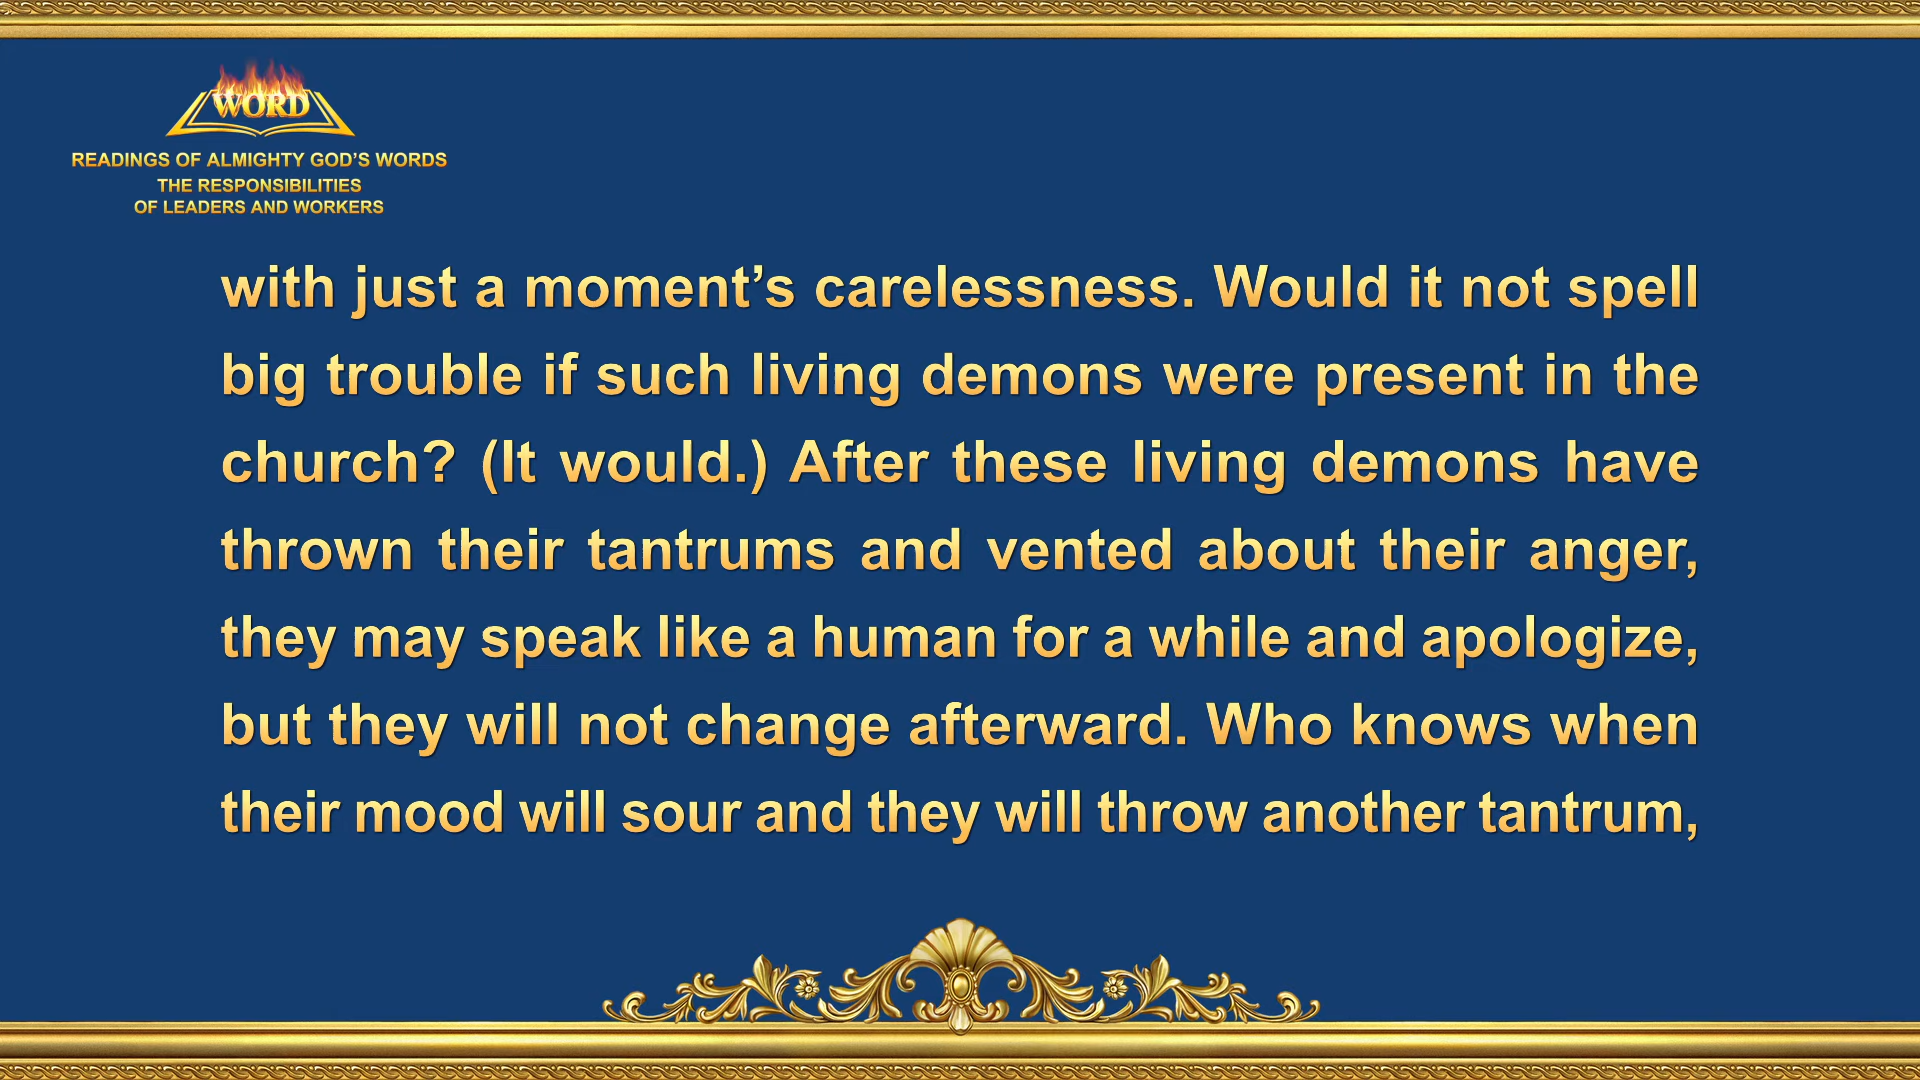 WORD
READINGS OF ALMIGHTY GOD’S WORDS
THE RESPONSIBILITIES
OF LEADERS AND WORKERS
with just a moment’s carelessness. Would it not spell
big trouble if such living demons were present in the
church? (It would.) After these living demons have
thrown their tantrums and vented about their anger,
they may speak like a human for a while and apologize,
but they will not change afterward. Who knows when
their mood will sour and they will throw another tantrum,